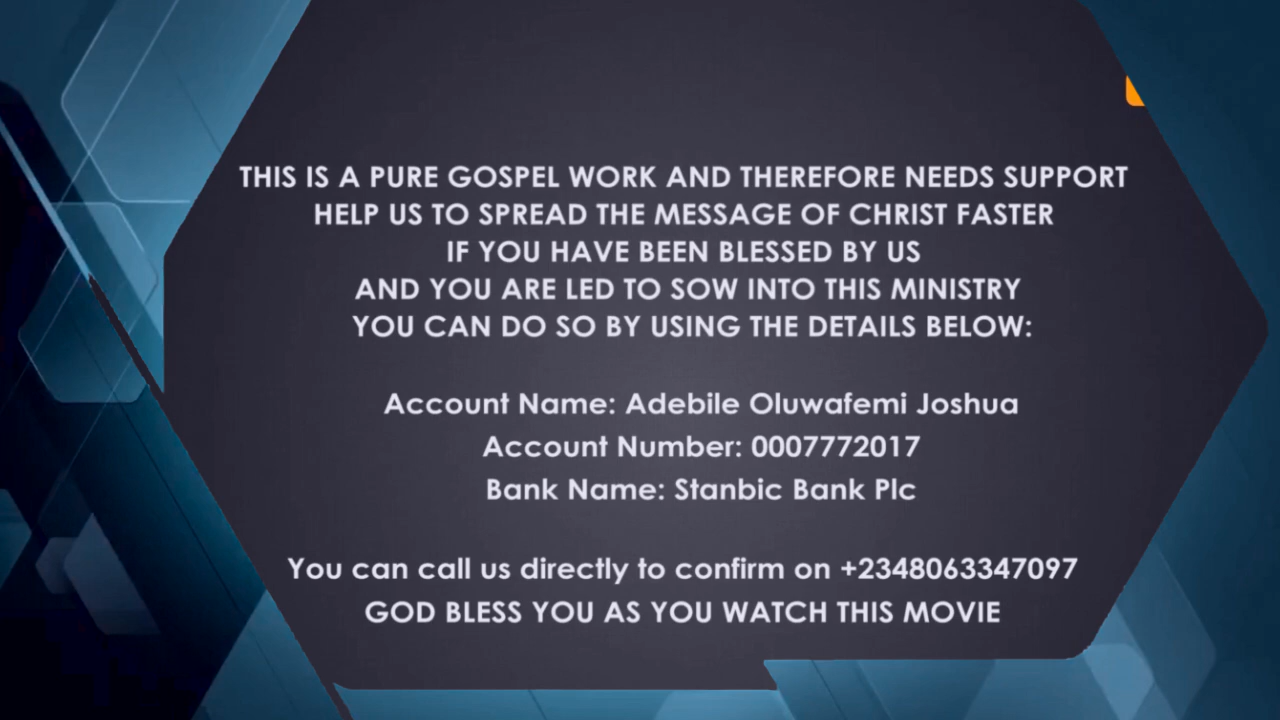 THIS IS A PURE GOSPEL WORK AND THEREFORE NEEDS SUPPORT
HELP US TO SPREAD THE MESSAGE OF CHRIST FASTER
IF YOU HAVE BEEN BLESSED BY US
AND YOU ARE LED TO SOW INTO THIS MINISTRY
YOU CAN DO SO BY USING THE DETAILS BELOW:
Account Name: Adebile Oluwafemi Joshua
Account Number: 0007772017
Bank Name: Stanbic Bank Plc
You can call us directly to confirm on +2348063347097
GOD BLESS YOU AS YOU WATCH THIS MOVIE